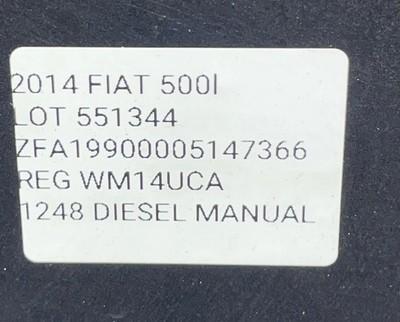 2014 FIAT 500l
LOT 551344
ZFA19900005147366
REG WM14UCA
1248 DIESEL MANUAL